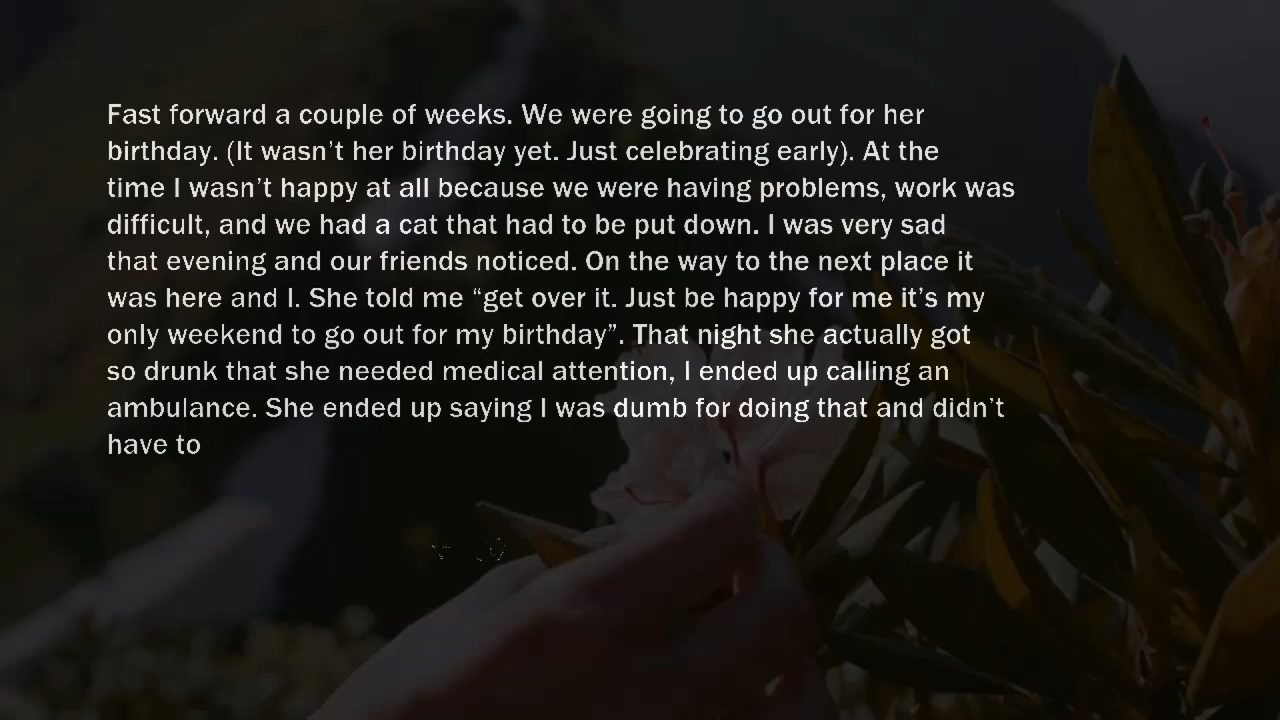 Fast forward a couple of weeks. We were going to go out for her
birthday. (It wasn’t her birthday yet. Just celebrating early). At the
time I wasn’t happy at all because we were having problems, work was
difficult, and we had a cat that had to be put down. I was very sad
that evening and our friends noticed. On the way to the next place it
was here and I. She told me “get over it. Just be happy for me it’s my
only weekend to go out for my birthday”. That night she actually got
so drunk that she needed medical attention, I ended up calling an
ambulance. She ended up saying I was dumb for doing that and didn’t
have to